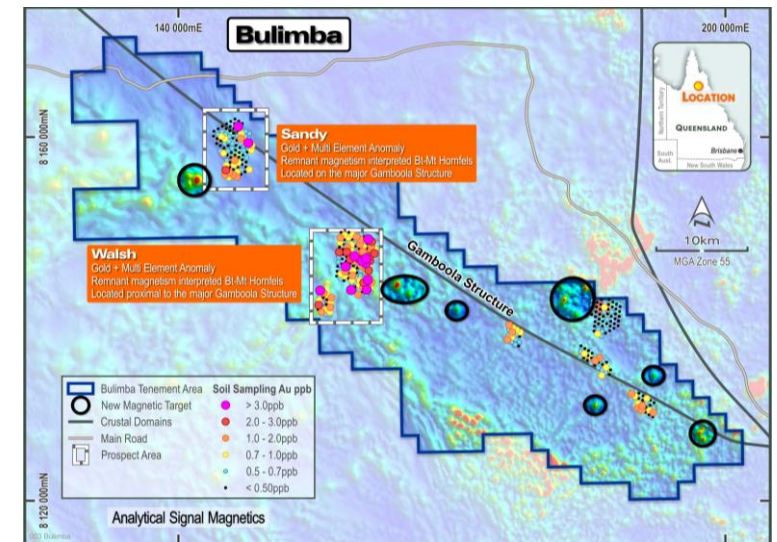 140 000mE
200 000mE
Bulimba
8 160 000mN
8 120 000mN
LOCATION
QUEENSLAND
Northern Territory
Brisbane
South Aust.
New South Wales
N
10km
MGA Zone 55
Sandy
Gold + Multi Element Anomaly
Remnant magnetism interpreted Bt-Mt Hornfels
Located on the major Gamboola Structure
Walsh
Gold + Multi Element Anomaly
Remnant magnetism interpreted Bt-Mt Hornfels
Located proximal to the major Gamboola Structure
Gamboola Structure
Bulimba Tenement Area
New Magnetic Target
Crustal Domains
Main Road
Prospect Area
Soil Sampling Au ppb
> 3.0ppb
2.0 - 3.0ppb
1.0 - 2.0ppb
0.7 - 1.0ppb
0.5 - 0.7ppb
< 0.50ppb
Analytical Signal Magnetics
003 Bulimba